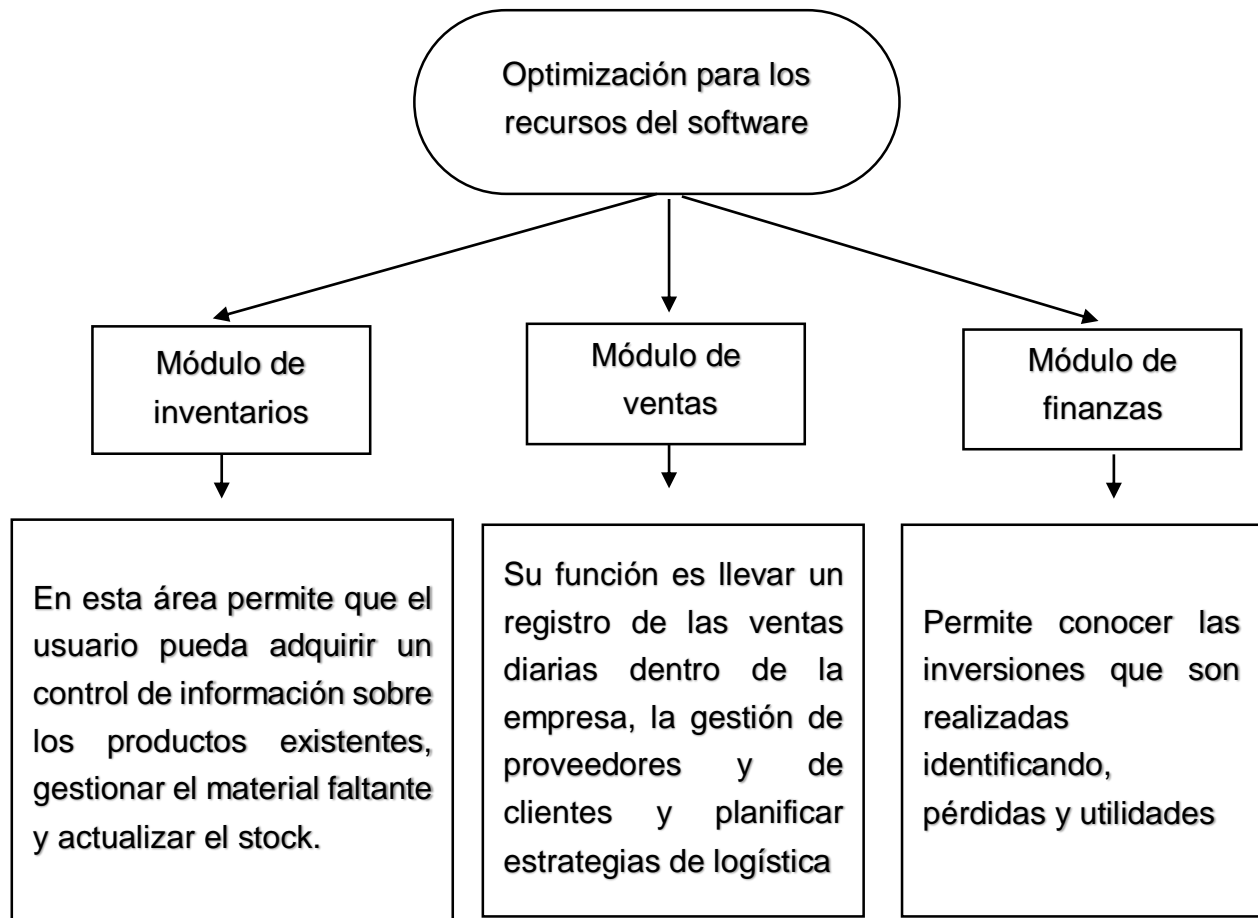 Optimización para los
recursos del software
Módulo de
inventarios
Módulo de
ventas
Módulo de
finanzas
En esta área permite que el
usuario pueda adquirir un
control de información sobre
los productos existentes,
gestionar el material faltante
y actualizar el stock.
Su función es llevar un
registro de las ventas
diarias dentro de la
empresa, la gestión de
proveedores y de
clientes y planificar
estrategias de logística
Permite conocer las
inversiones que son
realizadas
identificando,
pérdidas y utilidades